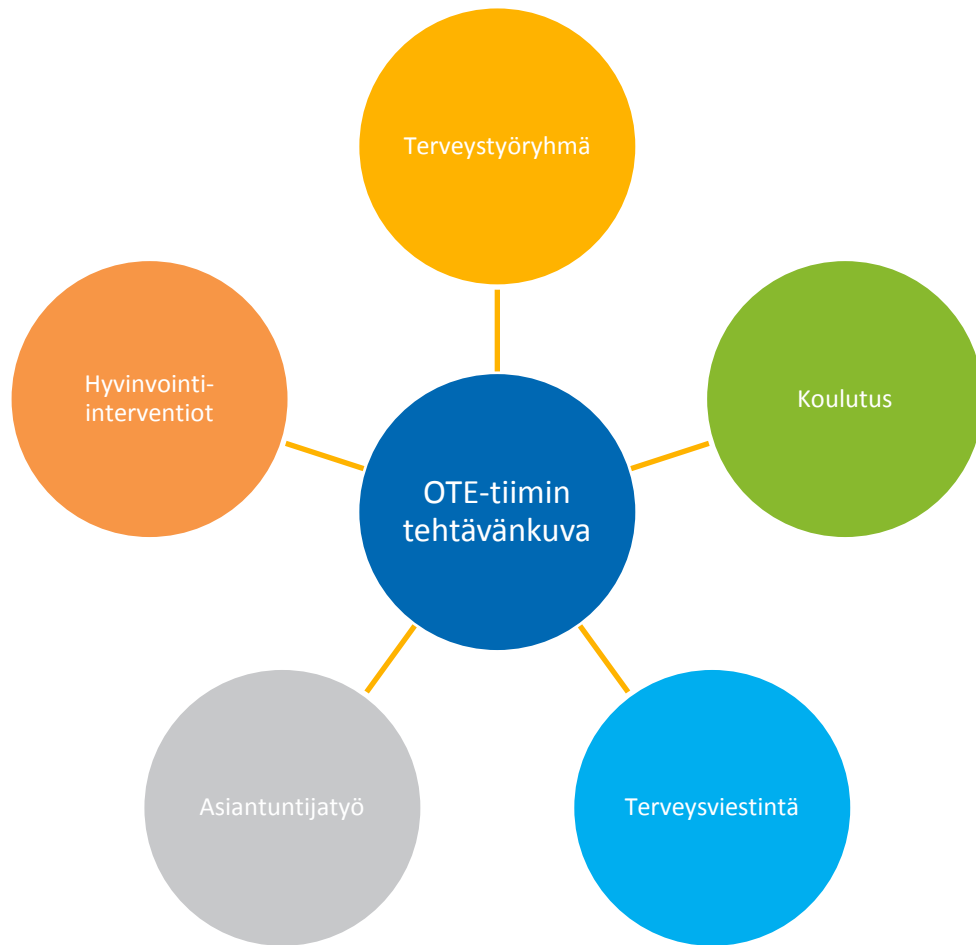 Terveystyöryhmä
Hyvinvointi-
interventiot
Koulutus
OTE-tiimin
tehtävänkuva
Asiantuntijatyö
Terveysviestintä